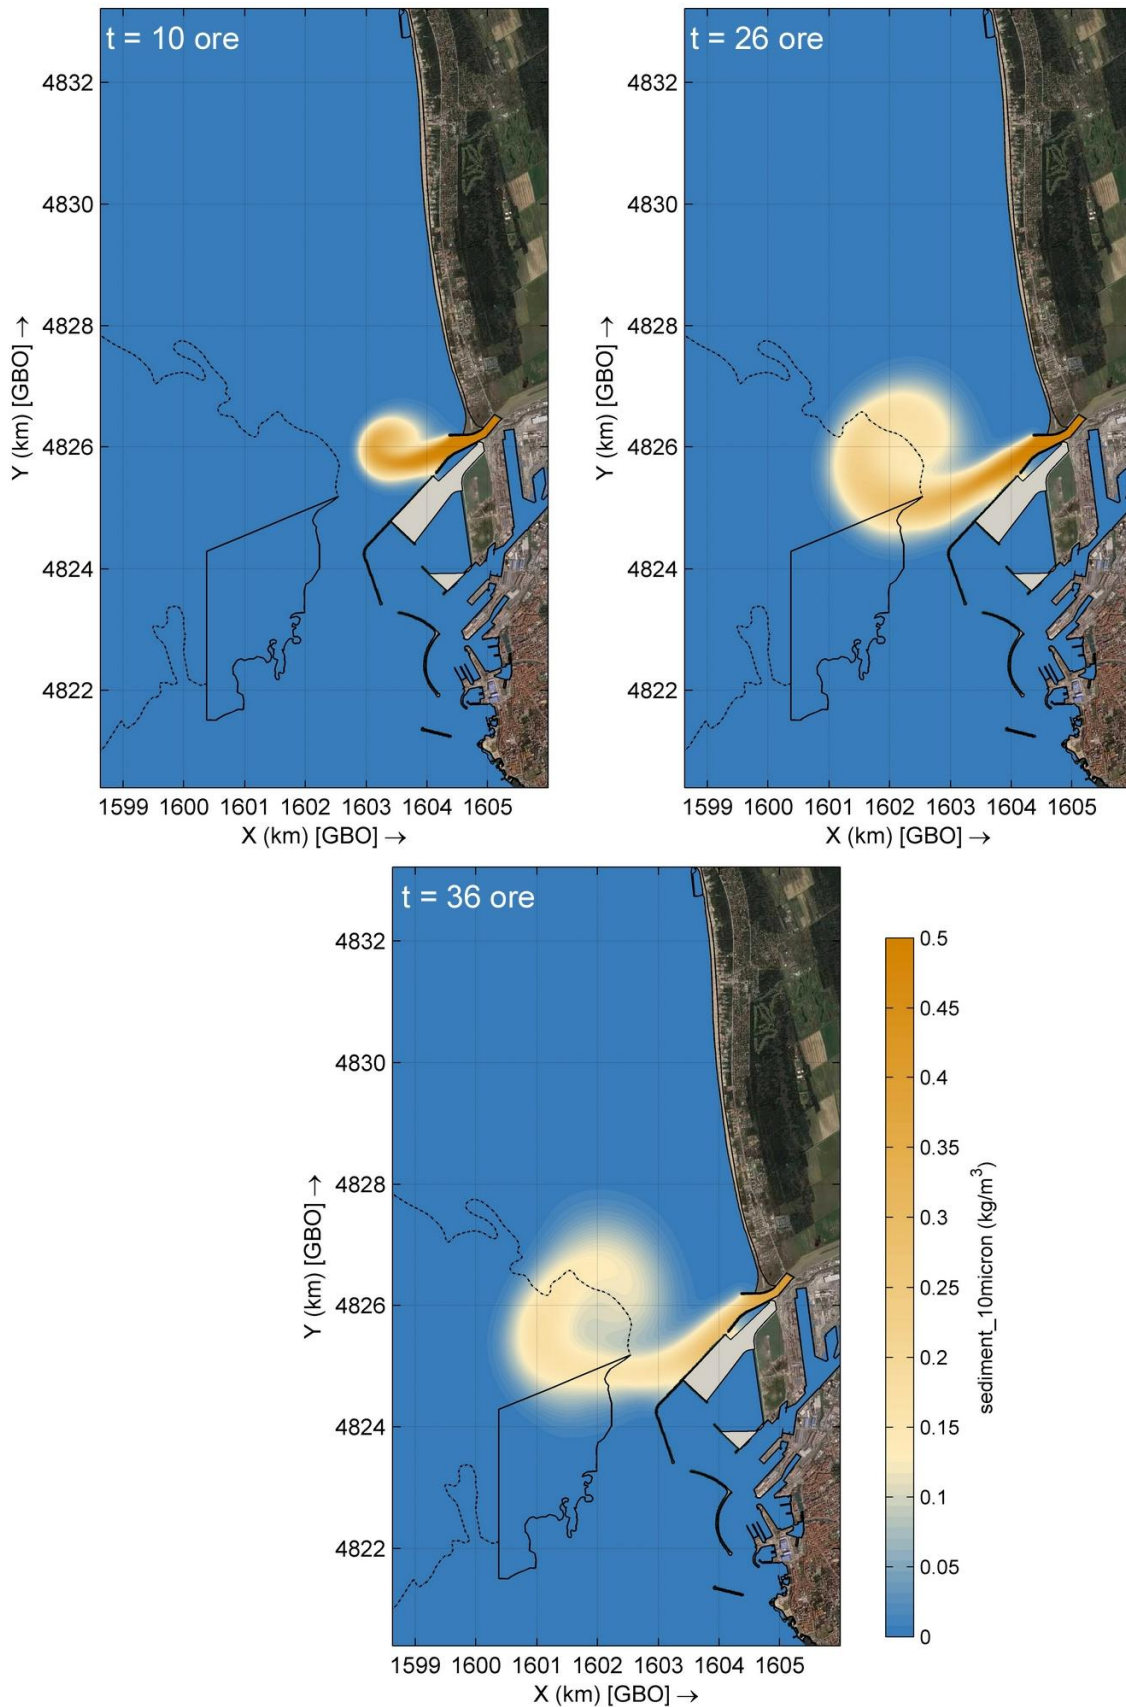 t = 10 ore
4832
4830
4828
4826
4824
4822
Y (km) [GBO] →
1599 1600 1601 1602 1603 1604 1605
X (km) [GBO] →
t = 26 ore
4832
4830
4828
4826
4824
4822
Y (km) [GBO] →
1599 1600 1601 1602 1603 1604 1605
X (km) [GBO] →
t = 36 ore
4832
4830
4828
4826
4824
4822
Y (km) [GBO] →
1599 1600 1601 1602 1603 1604 1605
X (km) [GBO] →
0.5
0.45
0.4
0.35
0.3
0.25
0.2
0.15
0.1
0.05
0
sediment_10micron (kg/m³)